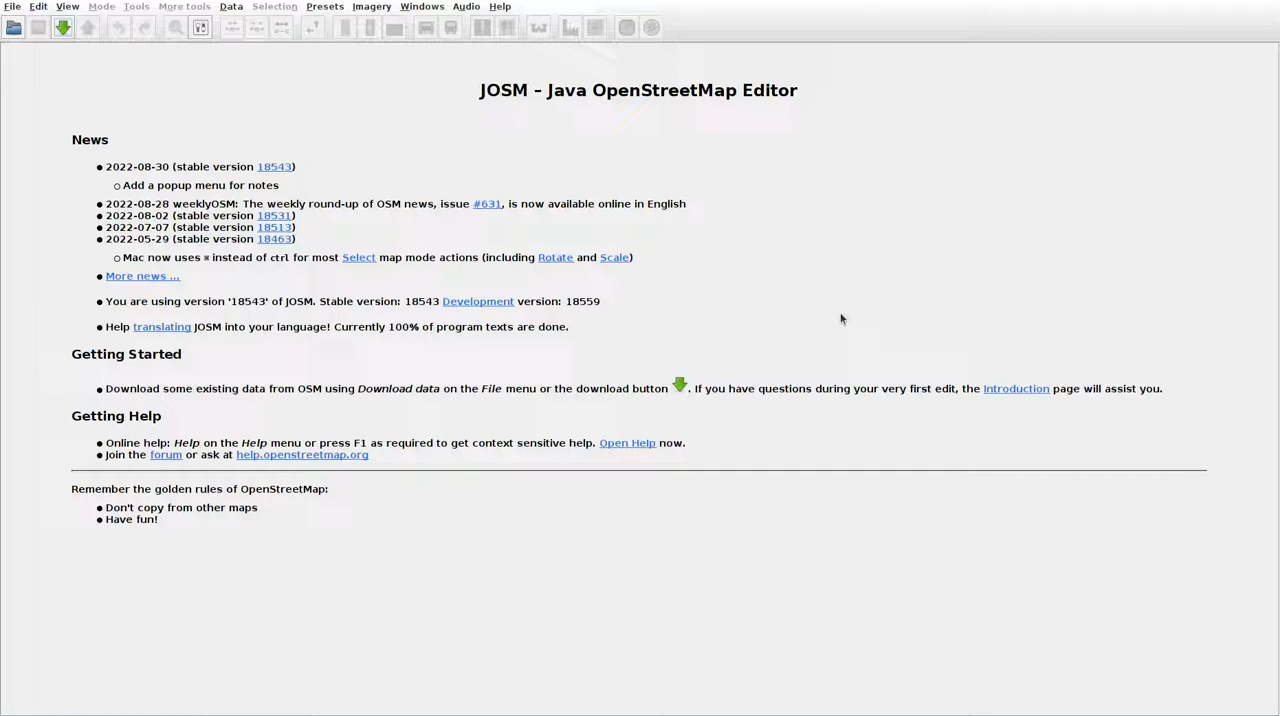 File Edit View Mode Tools More tools Data Selection Presets Imagery Windows Audio Help
JOSM – Java OpenStreetMap Editor
News
● 2022-08-30 (stable version 18543)
○ Add a popup menu for notes
● 2022-08-28 weeklyOSM: The weekly round-up of OSM news, issue #631, is now available online in English
● 2022-08-02 (stable version 18531)
● 2022-07-07 (stable version 18513)
● 2022-05-29 (stable version 18463)
○ Mac now uses ⌘ instead of ctrl for most Select map mode actions (including Rotate and Scale)
● More news ...
● You are using version '18543' of JOSM. Stable version: 18543 Development version: 18559
● Help translating JOSM into your language! Currently 100% of program texts are done.
Getting Started
● Download some existing data from OSM using Download data on the File menu or the download button . If you have questions during your very first edit, the Introduction page will assist you.
Getting Help
● Online help: Help on the Help menu or press F1 as required to get context sensitive help. Open Help now.
● Join the forum or ask at help.openstreetmap.org
Remember the golden rules of OpenStreetMap:
● Don't copy from other maps
● Have fun!